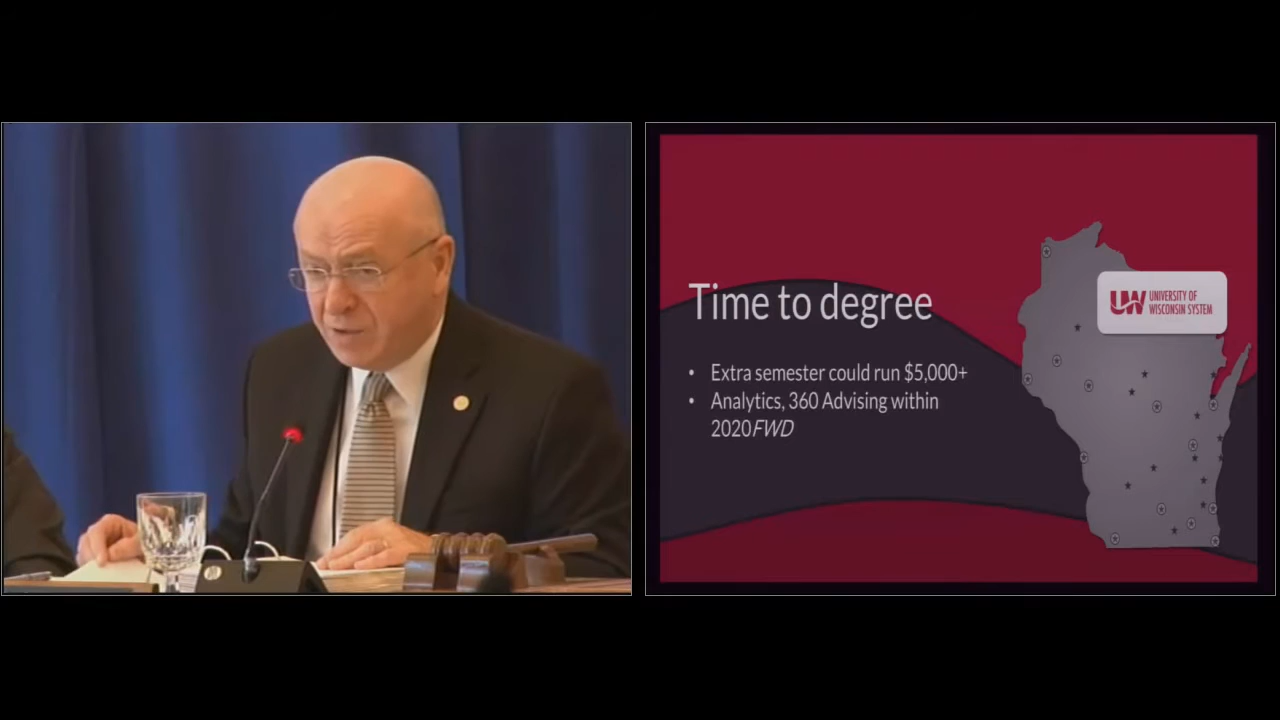 Time to degree
• Extra semester could run $5,000+
• Analytics, 360 Advising within
2020FWD
UW UNIVERSITY OF
WISCONSIN SYSTEM